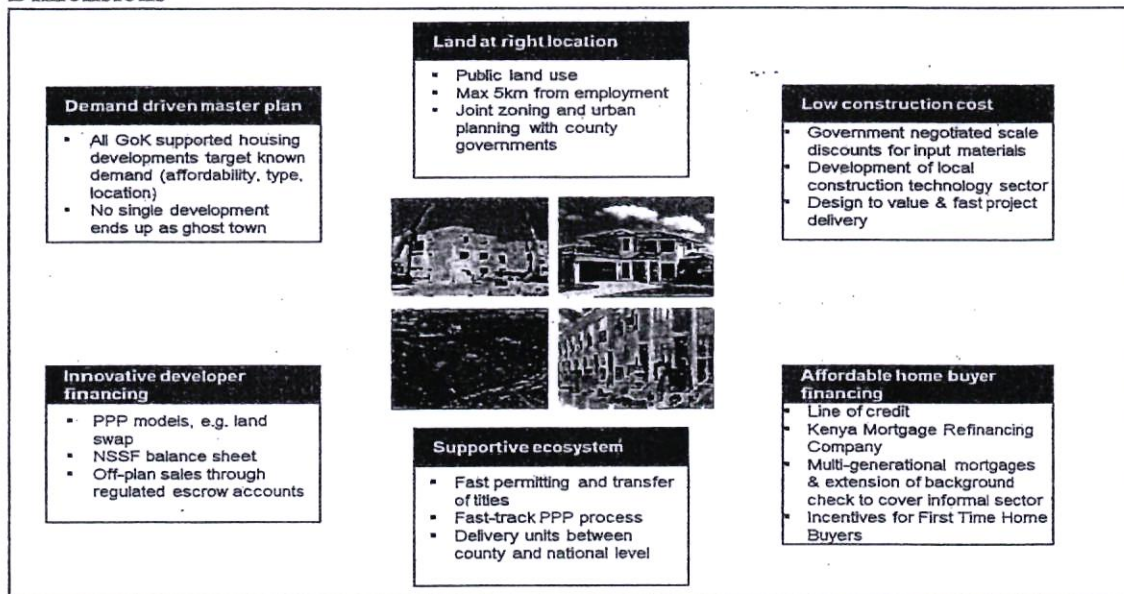 Land at right location
▪ Public land use
▪ Max 5km from employment
▪ Joint zoning and urban
planning with county
governments
Demand driven master plan
▪ All GoK supported housing
developments target known
demand (affordability, type,
location)
▪ No single development
ends up as ghost town
Low construction cost
▪ Government negotiated scale
discounts for input materials
▪ Development of local
construction technology sector
▪ Design to value & fast project
delivery
Innovative developer
financing
▪ PPP models, e.g. land
swap
▪ NSSF balance sheet
▪ Off-plan sales through
regulated escrow accounts
Supportive ecosystem
▪ Fast permitting and transfer
of titles
▪ Fast-track PPP process
▪ Delivery units between
county and national level
Affordable home buyer
financing
▪ Line of credit
▪ Kenya Mortgage Refinancing
Company
▪ Multi-generational mortgages
& extension of background
check to cover informal sector
▪ Incentives for First Time Home
Buyers